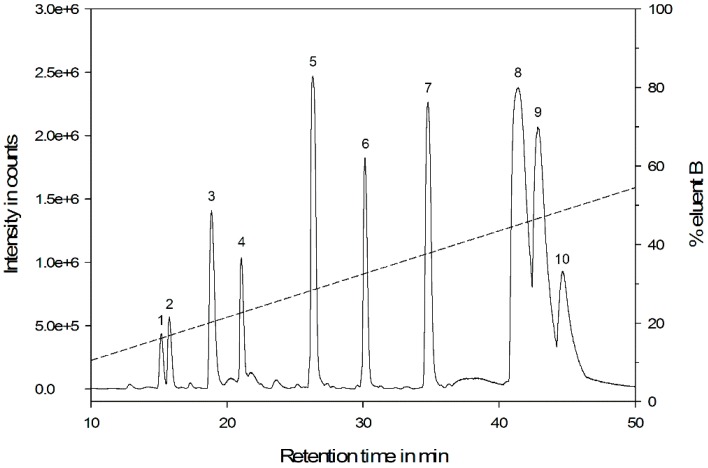 3.0e+6
2.5e+6
2.0e+6
1.5e+6
1.0e+6
5.0e+5
0.0
Intensity in counts
1
2
3
4
5
6
7
8
9
10
100
80
60
40
20
0
% eluent B
10 20 30 40 50
Retention time in min